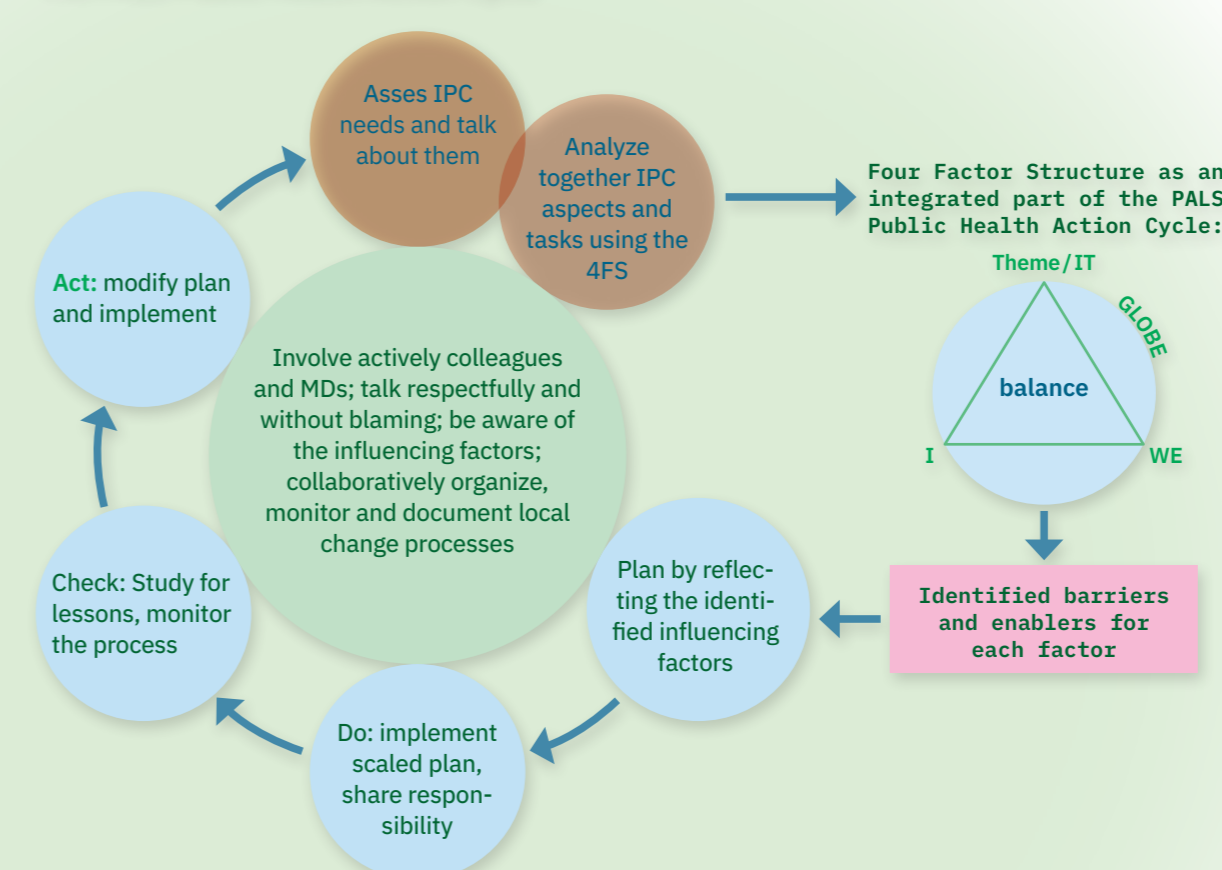 Asses IPC
needs and talk
about them
Analyze
together IPC
aspects and
tasks using the
4FS
Four Factor Structure as an
integrated part of the PALS
Public Health Action Cycle:
Theme/IT
GLOBE
balance
I
WE
Identified barriers
and enablers for
each factor
Plan by reflec-
ting the identi-
fied influencing
factors
Do: implement
scaled plan,
share respon-
sibility
Check: Study for
lessons, monitor
the process
Act: modify plan
and implement
Involve actively colleagues
and MDs; talk respectfully and
without blaming; be aware of
the influencing factors;
collaboratively organize,
monitor and document local
change processes